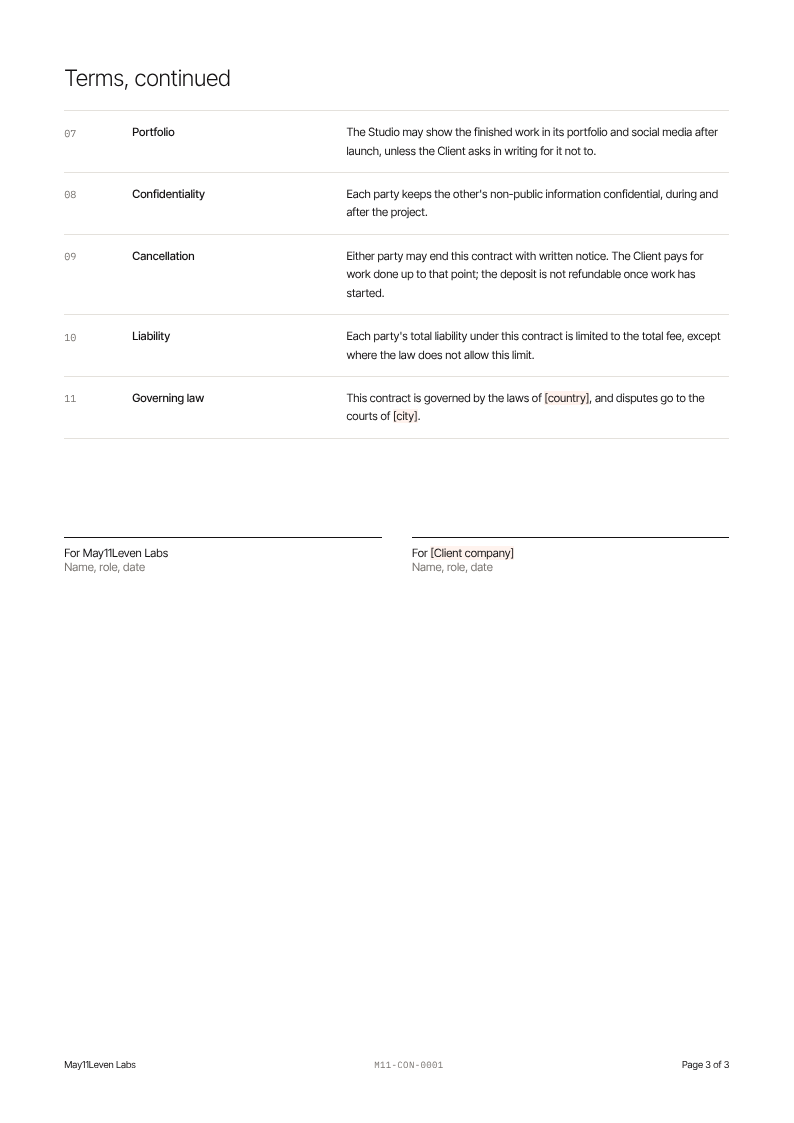 Terms, continued
07 Portfolio The Studio may show the finished work in its portfolio and social media after
launch, unless the Client asks in writing for it not to.
08 Confidentiality Each party keeps the other's non-public information confidential, during and
after the project.
09 Cancellation Either party may end this contract with written notice. The Client pays for
work done up to that point; the deposit is not refundable once work has
started.
10 Liability Each party's total liability under this contract is limited to the total fee, except
where the law does not allow this limit.
11 Governing law This contract is governed by the laws of [country], and disputes go to the
courts of [city].
For May11Leven Labs For [Client company]
Name, role, date Name, role, date
May11Leven Labs M11-CON-0001 Page 3 of 3